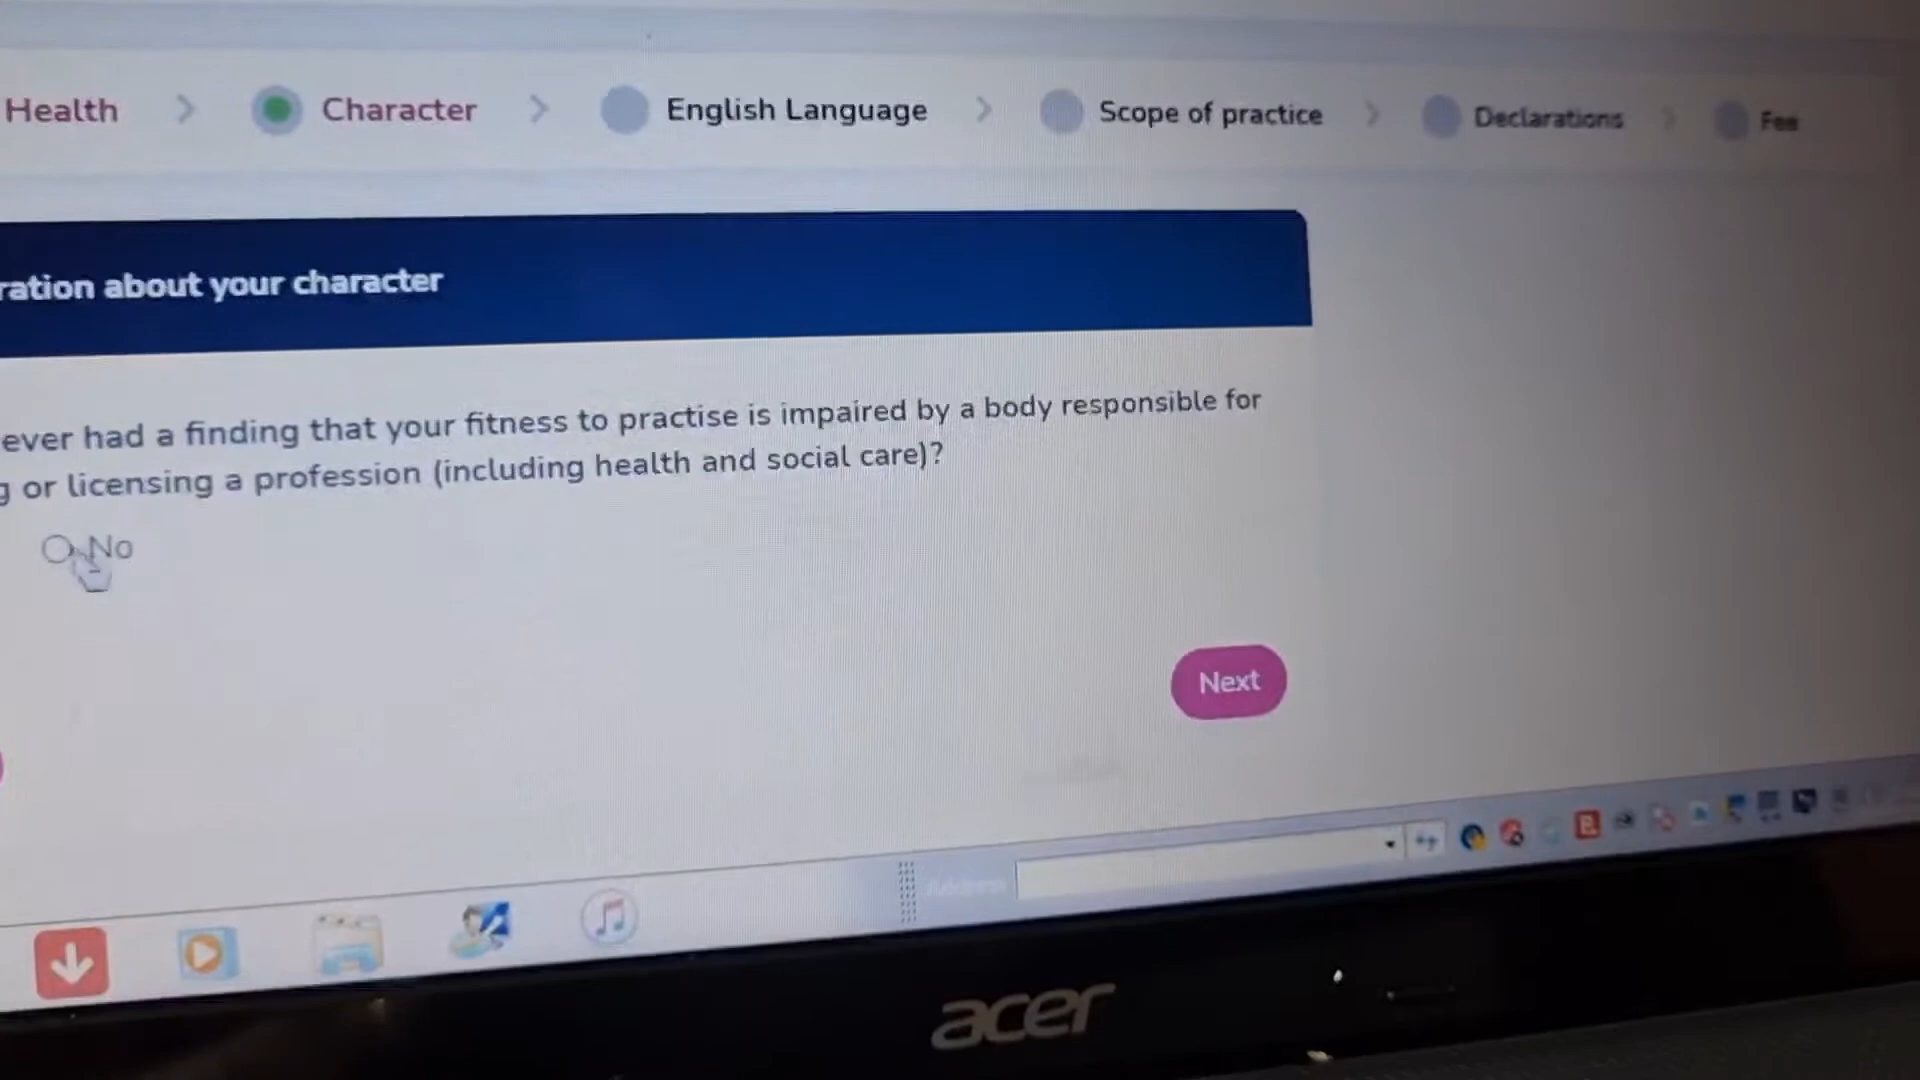 Health > Character > English Language > Scope of practice > Declarations > Fee
ration about your character
ever had a finding that your fitness to practise is impaired by a body responsible for
g or licensing a profession (including health and social care)?
No
Next
Address
acer